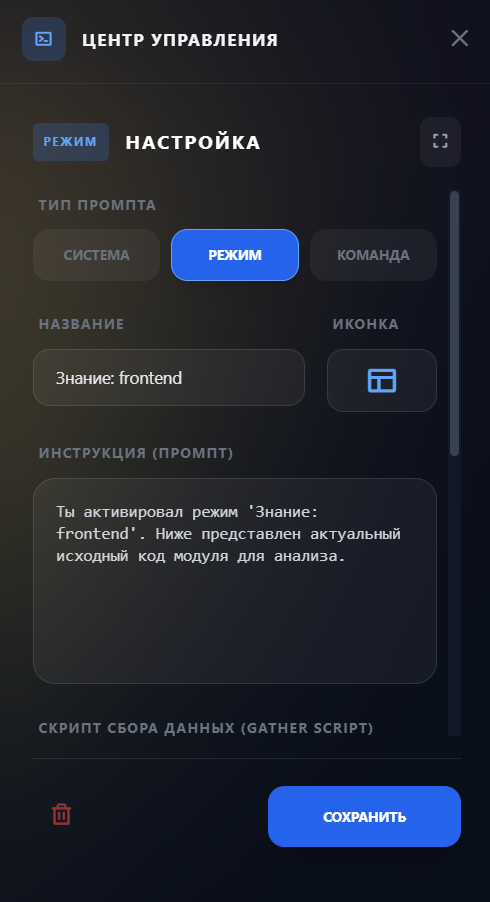 ЦЕНТР УПРАВЛЕНИЯ
РЕЖИМ НАСТРОЙКА
ТИП ПРОМПТА
СИСТЕМА РЕЖИМ КОМАНДА
НАЗВАНИЕ ИКОНКА
Знание: frontend
ИНСТРУКЦИЯ (ПРОМПТ)
Ты активировал режим 'Знание:
frontend'. Ниже представлен актуальный
исходный код модуля для анализа.
СКРИПТ СБОРА ДАННЫХ (GATHER SCRIPT)
СОХРАНИТЬ